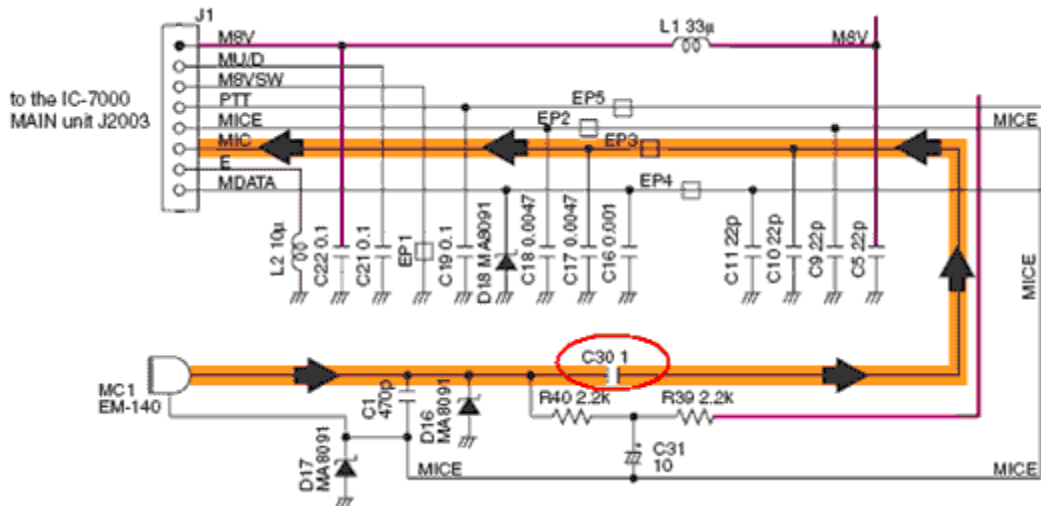 J1
M8V
MU/D
M8VSW
PTT
MICE
MIC
E
MDATA
to the IC-7000
MAIN unit J2003
L1 33µ
M8V
EP5
EP2
EP3
EP4
MICE
L2 10µ
C22 0.1
C21 0.1
EP1
C19 0.1
D18 MA8091
C18 0.0047
C17 0.0047
C16 0.001
C11 22p
C10 22p
C9 22p
C5 22p
MICE
MC1
EM-140
C1
470p
D16
MA8091
C30 1
R40 2.2k
R39 2.2k
C31
10
D17
MA8091
MICE
MICE